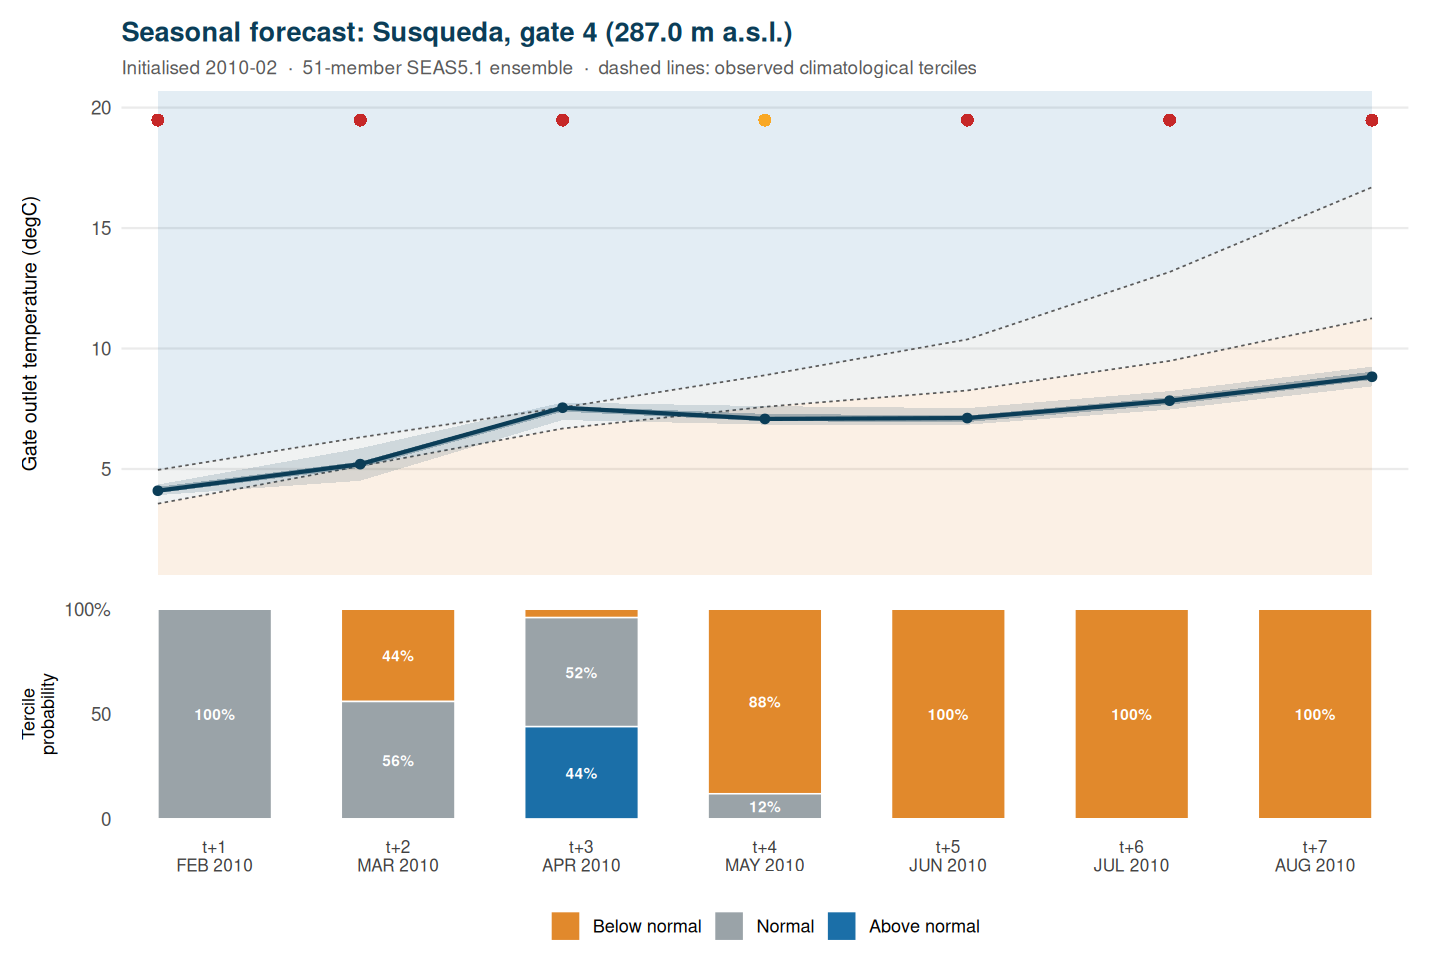 Seasonal forecast: Susqueda, gate 4 (287.0 m a.s.l.)
Initialised 2010-02 · 51-member SEAS5.1 ensemble · dashed lines: observed climatological terciles
Gate outlet temperature (degC)
20
15
10
5
Tercile
probability
100%
50
0
100%
44%
56%
52%
44%
88%
12%
100%
100%
100%
t+1
FEB 2010
t+2
MAR 2010
t+3
APR 2010
t+4
MAY 2010
t+5
JUN 2010
t+6
JUL 2010
t+7
AUG 2010
Below normal
Normal
Above normal